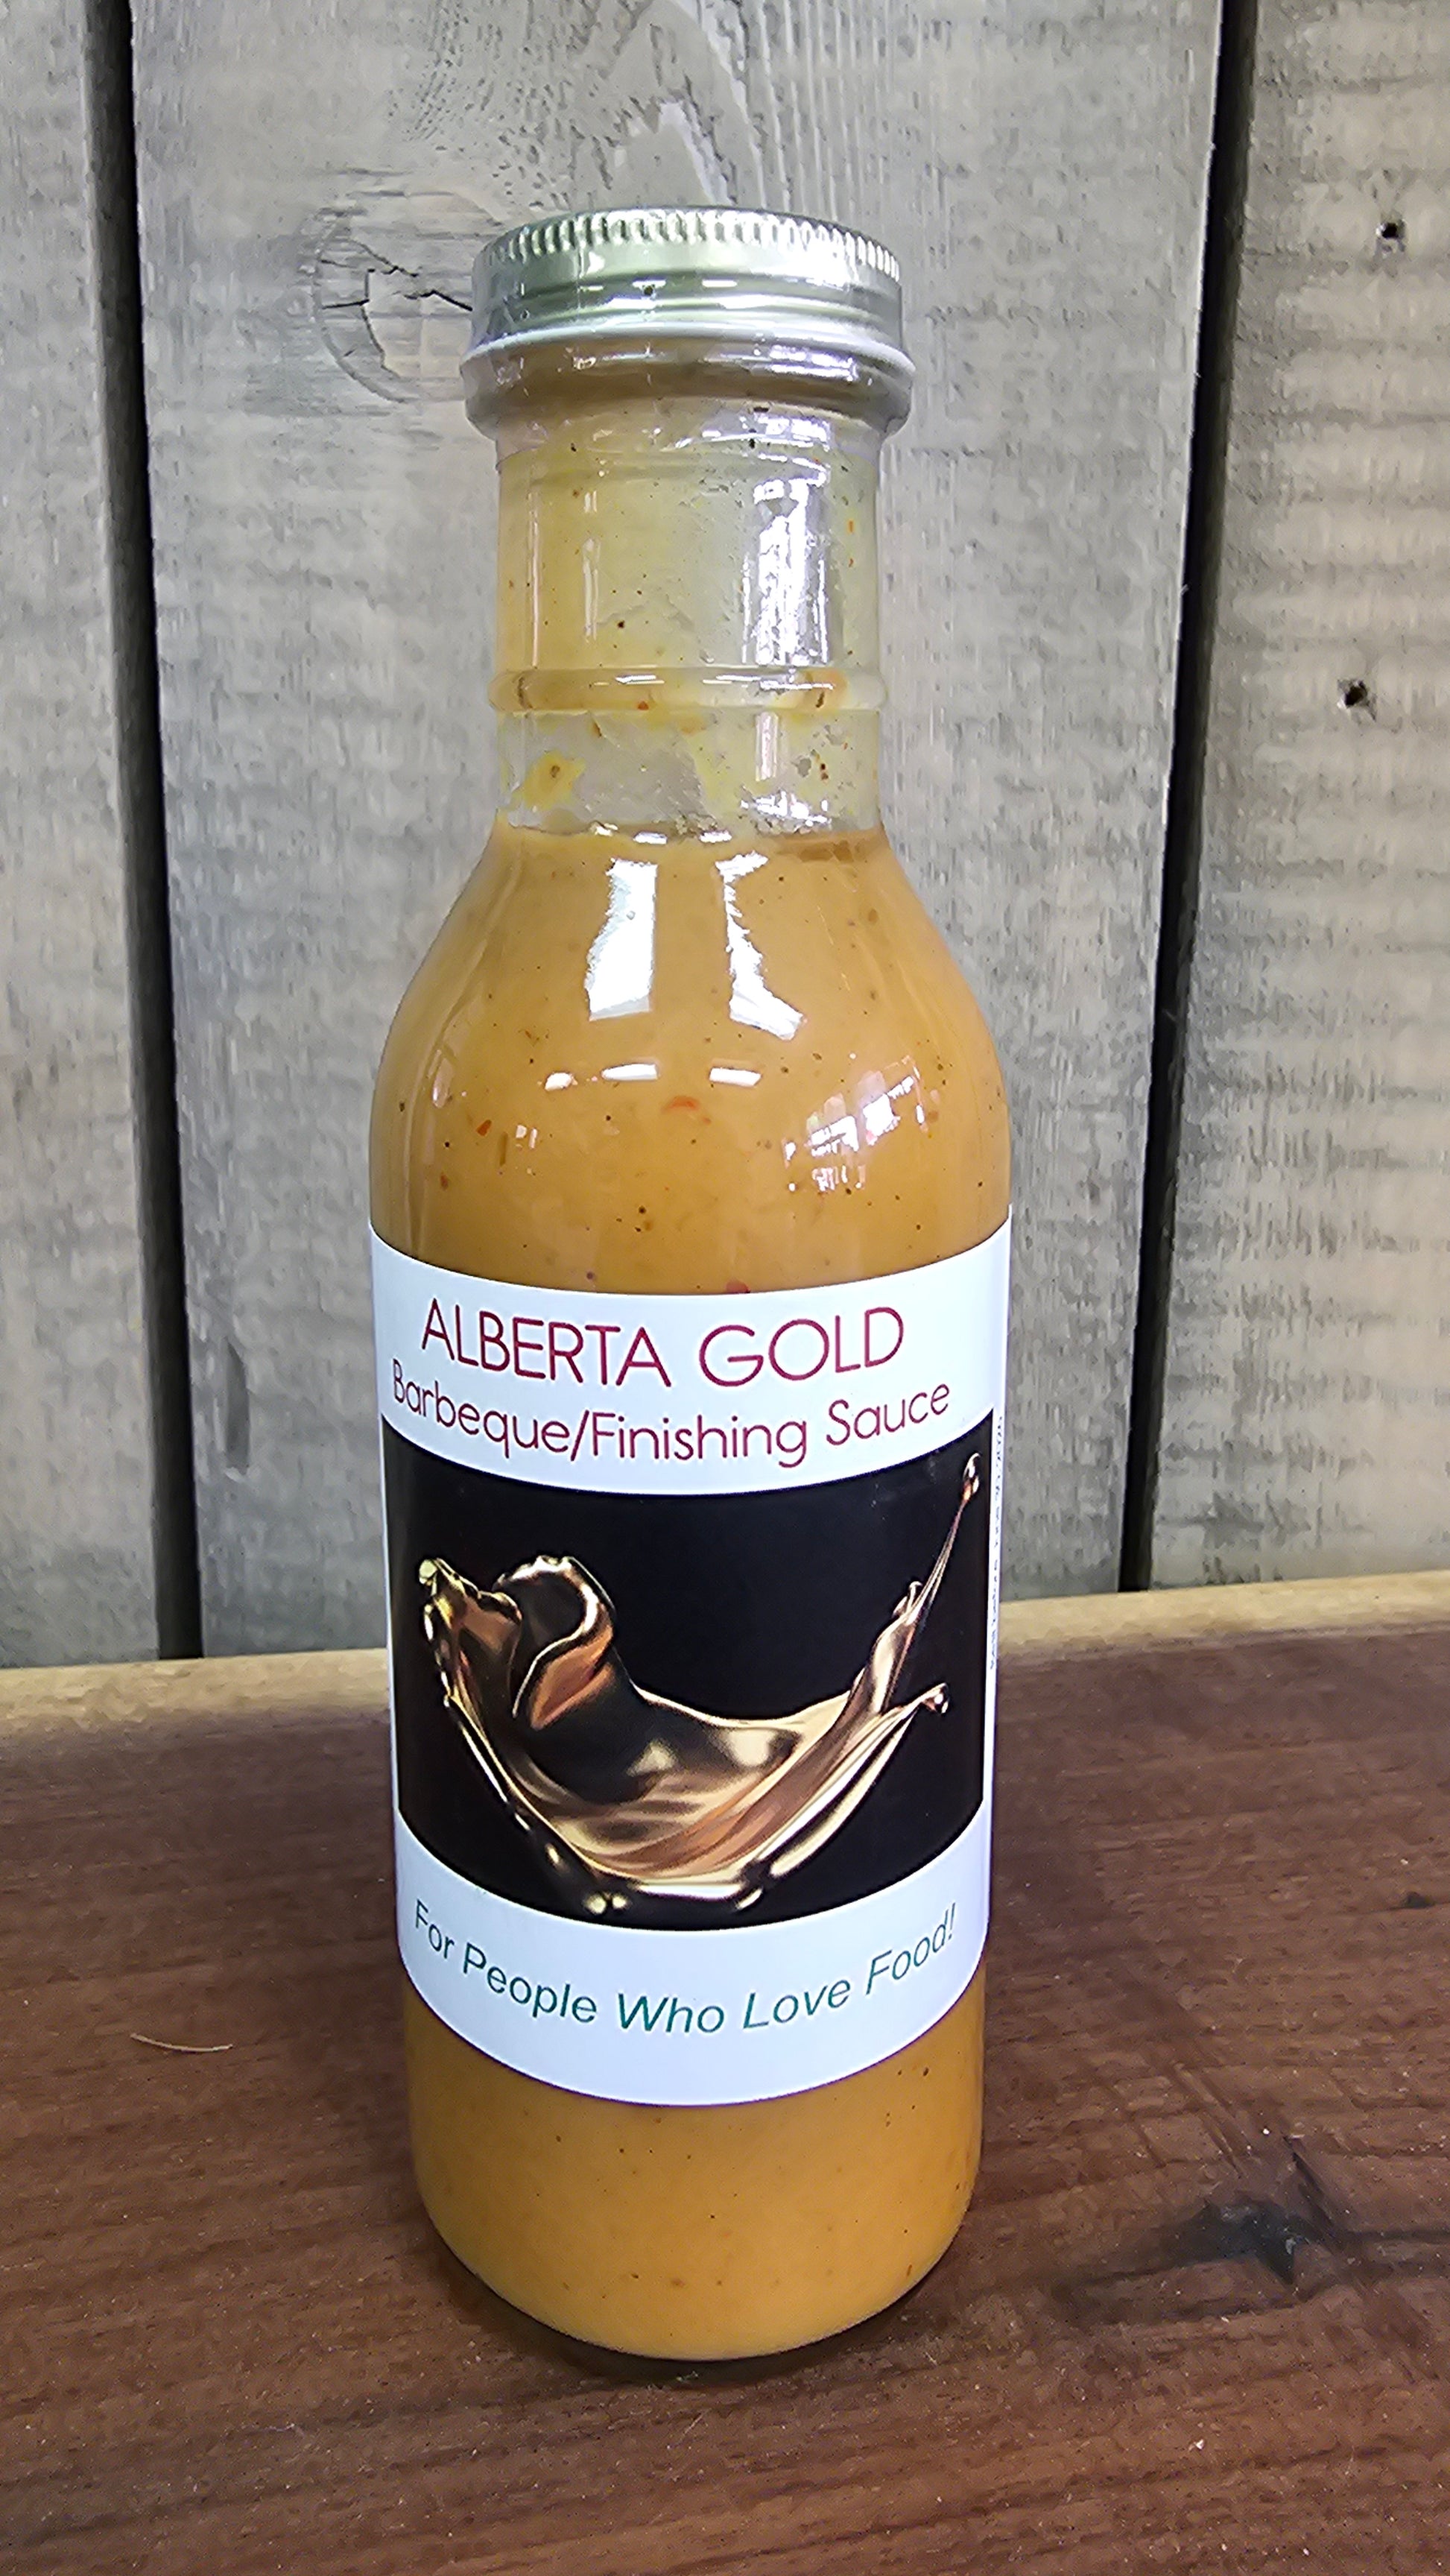 ALBERTA GOLD
Barbeque/Finishing Sauce
For People Who Love Food!